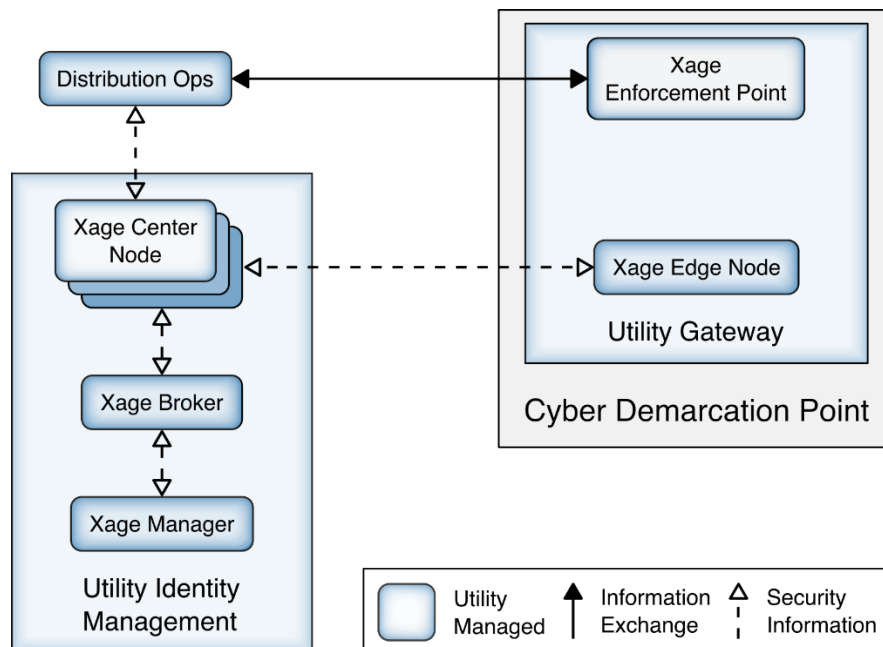 Distribution Ops
Xage
Enforcement Point
Xage Center
Node
Xage Edge Node
Utility Gateway
Xage Broker
Cyber Demarcation Point
Xage Manager
Utility Identity
Management
Utility
Managed
Information
Exchange
Security
Information